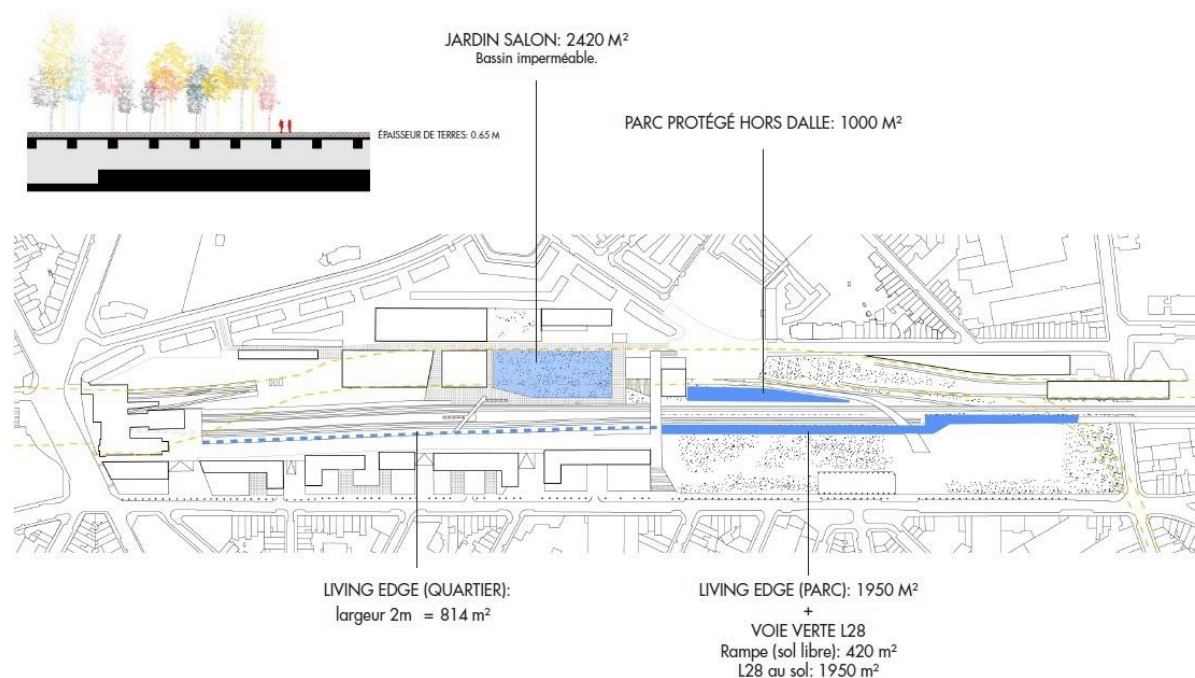 JARDIN SALON: 2420 M²
Bassin imperméable.
ÉPAISSEUR DE TERRES: 0.65 M
PARC PROTÉGÉ HORS DALLE: 1000 M²
LIVING EDGE (QUARTIER):
largeur 2m = 814 m²
LIVING EDGE (PARC): 1950 M²
+
VOIE VERTE L28
Rampe (sol libre): 420 m²
L28 au sol: 1950 m²